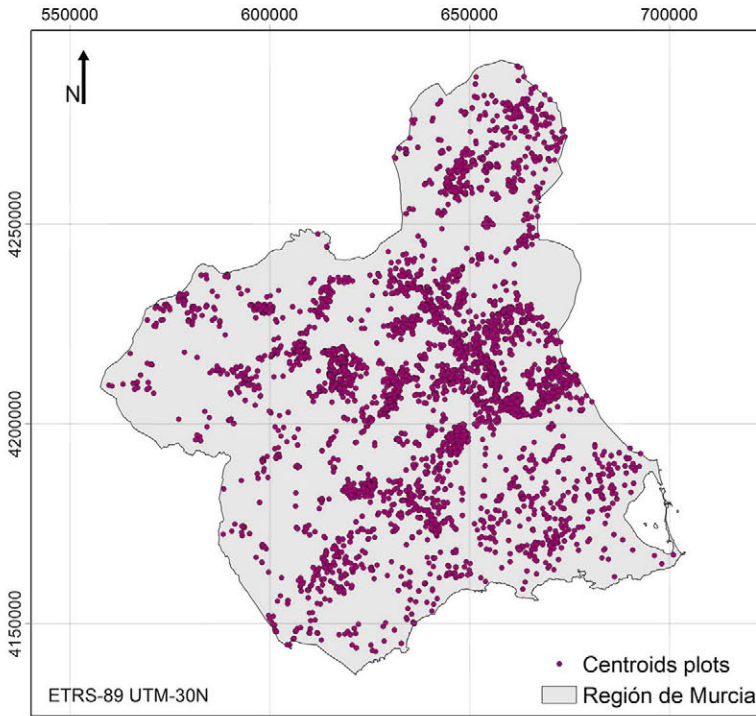 550000 600000 650000 700000
N
4250000
4200000
4150000
Centroids plots
ETRS-89 UTM-30N
Región de Murcia